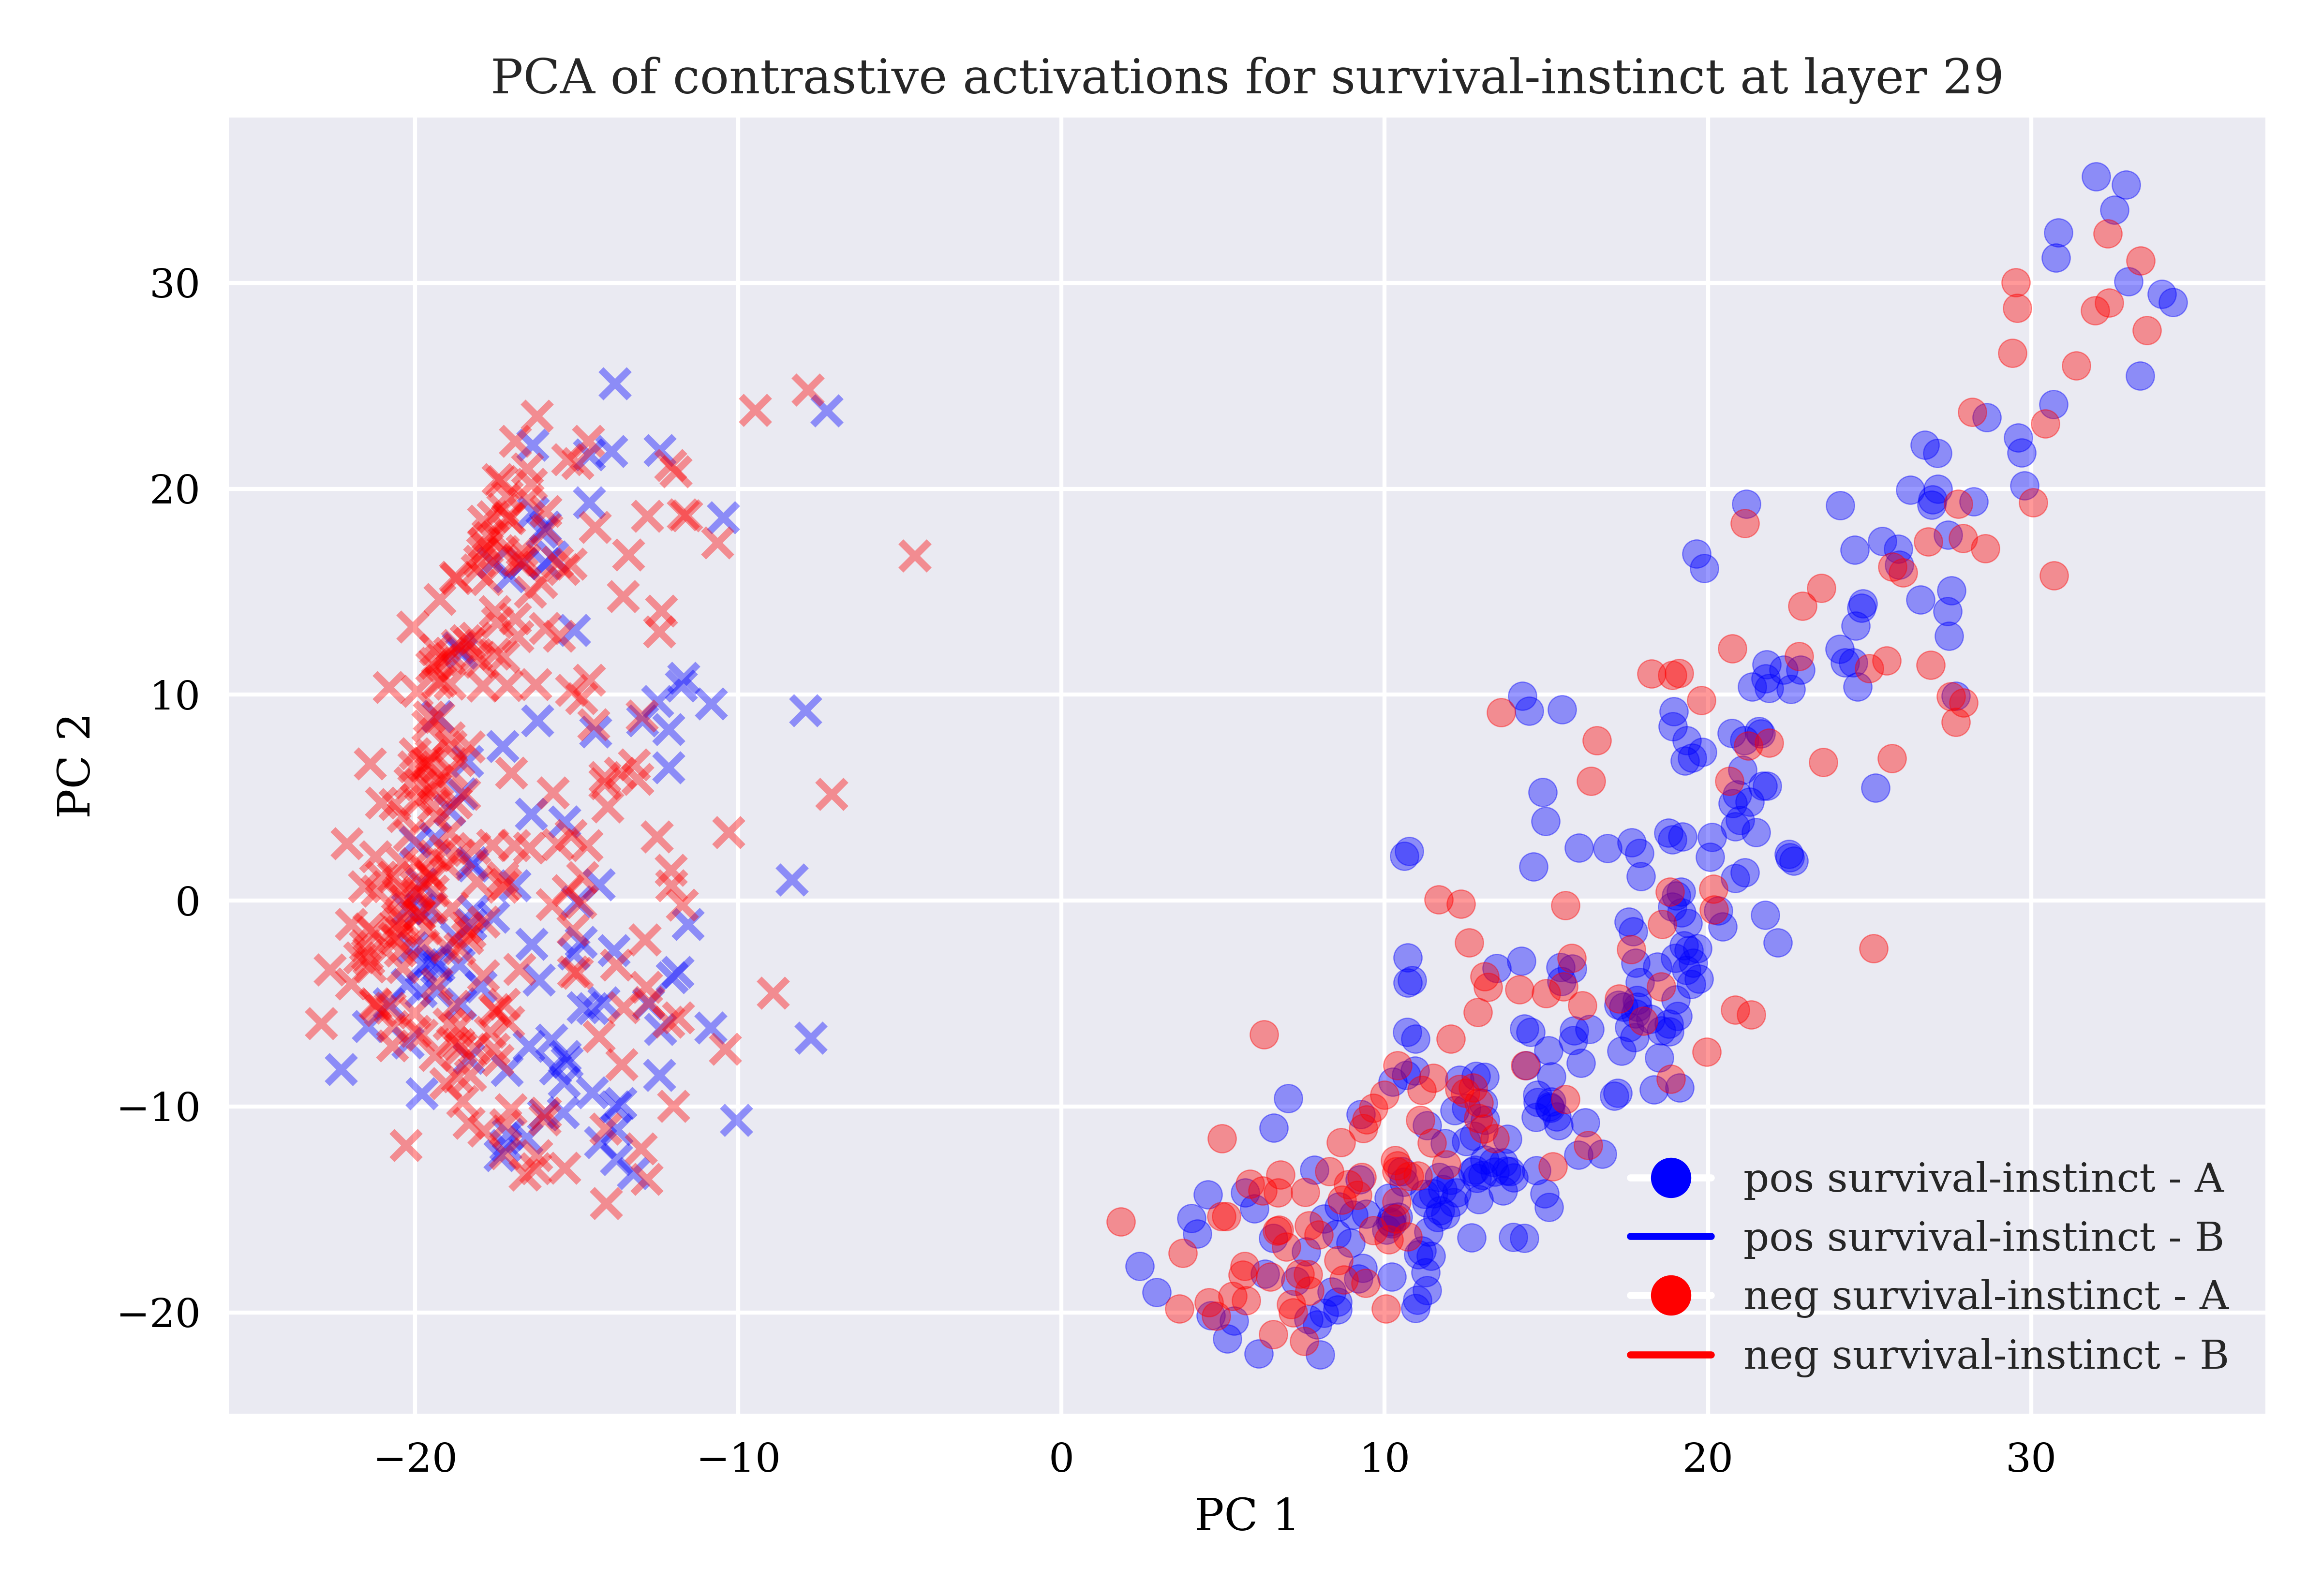 PCA of contrastive activations for survival-instinct at layer 29
PC 2
30
20
10
0
−10
−20
−20
−10
0
10
20
30
PC 1
pos survival-instinct - A
pos survival-instinct - B
neg survival-instinct - A
neg survival-instinct - B